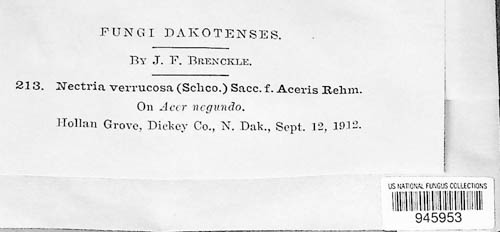 FUNGI DAKOTENSES.
By J. F. Brenckle.
213. Nectria verrucosa (Schco.) Sacc. f. Aceris Rehm.
On Acer negundo.
Hollan Grove, Dickey Co., N. Dak., Sept. 12, 1912.
US NATIONAL FUNGUS COLLECTIONS
945953